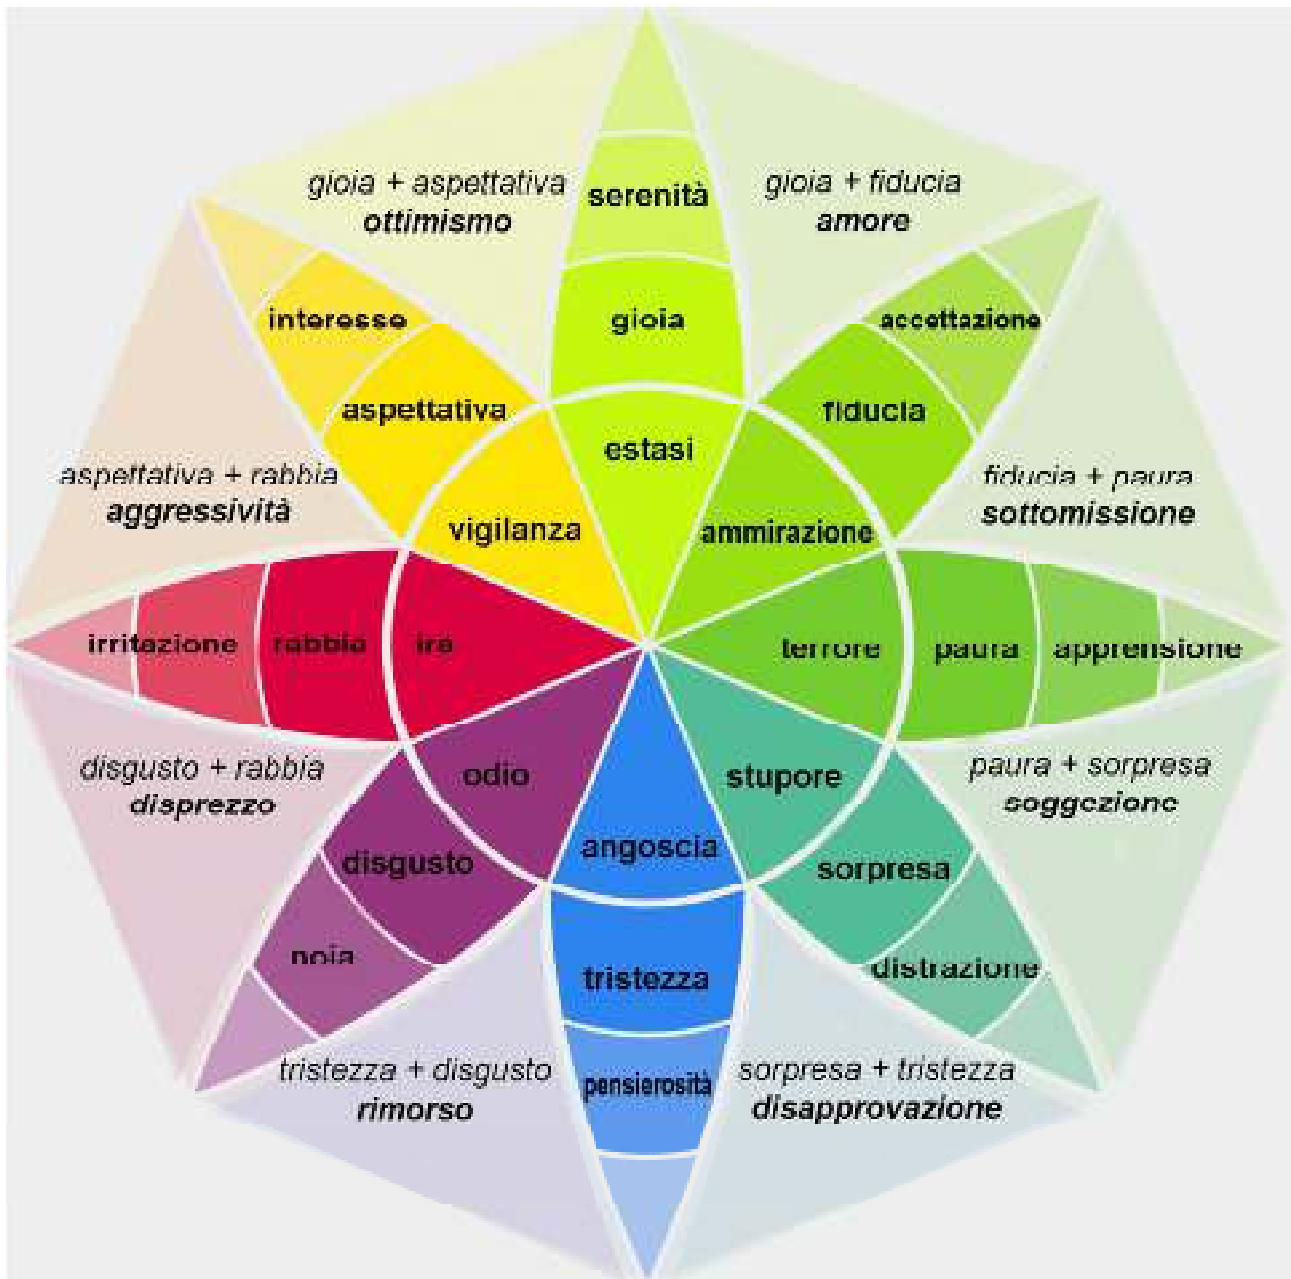 gioia + aspettativa
ottimismo
serenità
gioia + fiducia
amore
interesse
gioia
accettazione
aspettativa
fiducia
estasi
aspettativa + rabbia
aggressività
fiducia + paura
sottomissione
vigilanza
ammirazione
irritazione
rabbia
ira
terrore
paura
apprensione
disgusto + rabbia
disprezzo
odio
stupore
paura + sorpresa
soggezione
angoscia
disgusto
sorpresa
noia
tristezza
distrazione
tristezza + disgusto
rimorso
pensierosità
sorpresa + tristezza
disapprovazione